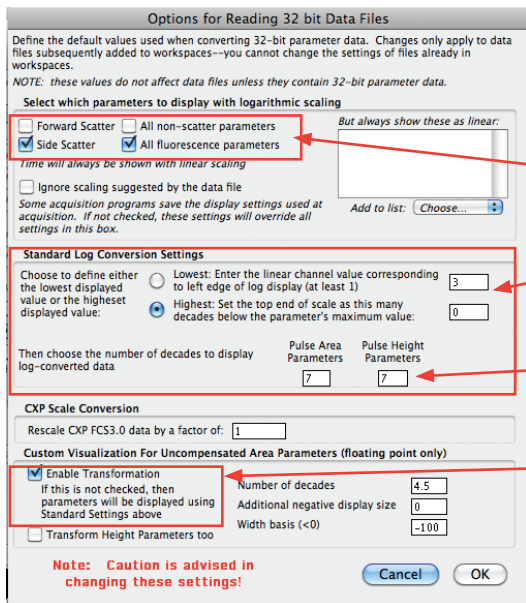 Options for Reading 32 bit Data Files
Define the default values used when converting 32-bit parameter data. Changes only apply to data
files subsequently added to workspaces--you cannot change the settings of files already in
workspaces.
NOTE: these values do not affect data files unless they contain 32-bit parameter data.
Select which parameters to display with logarithmic scaling
Forward Scatter All non-scatter parameters
Side Scatter All fluorescence parameters
Time will always be shown with linear scaling
Ignore scaling suggested by the data file
Some acquisition programs save the display settings used at
acquisition. If not checked, these settings will override all
settings in this box.
But always show these as linear:
Add to list: Choose...
Standard Log Conversion Settings
Choose to define either
the lowest displayed
value or the higheset
displayed value:
Lowest: Enter the linear channel value corresponding
to left edge of log display (at least 1)
3
Highest: Set the top end of scale as this many
decades below the parameter's maximum value:
0
Then choose the number of decades to display
log-converted data
Pulse Area
Parameters
7
Pulse Height
Parameters
7
CXP Scale Conversion
Rescale CXP FCS3.0 data by a factor of: 1
Custom Visualization For Uncompensated Area Parameters (floating point only)
Enable Transformation
If this is not checked, then
parameters will be displayed using
Standard Settings above
Transform Height Parameters too
Number of decades 4.5
Additional negative display size 0
Width basis (<0) -100
Note: Caution is advised in
changing these settings!
Cancel OK